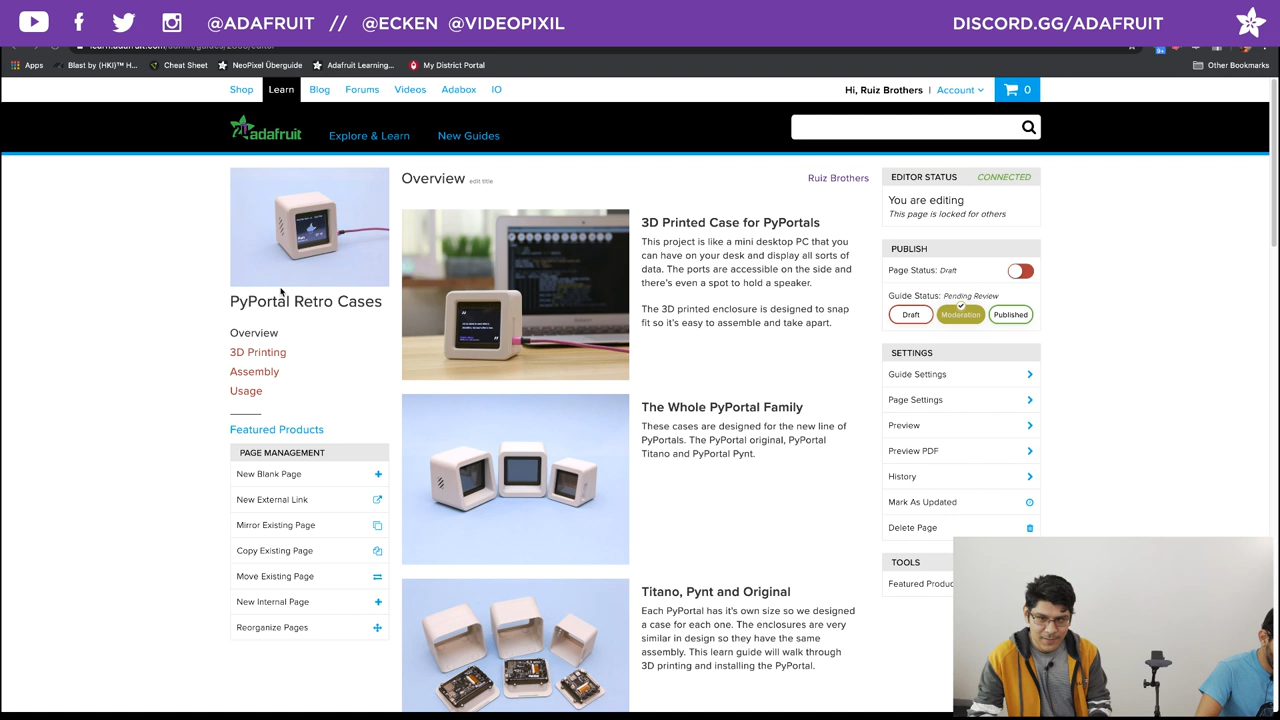 @ADAFRUIT // @ECKEN @VIDEOPIXIL
DISCORD.GG/ADAFRUIT
Apps
Blast by (HKI)™ H...
Cheat Sheet
NeoPixel Überguide
Adafruit Learning...
My District Portal
Other Bookmarks
Shop
Learn
Blog
Forums
Videos
Adabox
IO
Hi, Ruiz Brothers | Account
0
adafruit
Explore & Learn
New Guides
PyPortal Retro Cases
Overview
3D Printing
Assembly
Usage
Featured Products
PAGE MANAGEMENT
New Blank Page
New External Link
Mirror Existing Page
Copy Existing Page
Move Existing Page
New Internal Page
Reorganize Pages
Overview edit title
Ruiz Brothers
3D Printed Case for PyPortals
This project is like a mini desktop PC that you
can have on your desk and display all sorts of
data. The ports are accessible on the side and
there's even a spot to hold a speaker.
The 3D printed enclosure is designed to snap
fit so it's easy to assemble and take apart.
The Whole PyPortal Family
These cases are designed for the new line of
PyPortals. The PyPortal original, PyPortal
Titano and PyPortal Pynt.
Titano, Pynt and Original
Each PyPortal has it's own size so we designed
a case for each one. The enclosures are very
similar in design so they have the same
assembly. This learn guide will walk through
3D printing and installing the PyPortal.
EDITOR STATUS CONNECTED
You are editing
This page is locked for others
PUBLISH
Page Status: Draft
Guide Status: Pending Review
Draft
Moderation
Published
SETTINGS
Guide Settings
Page Settings
Preview
Preview PDF
History
Mark As Updated
Delete Page
TOOLS
Featured Produc